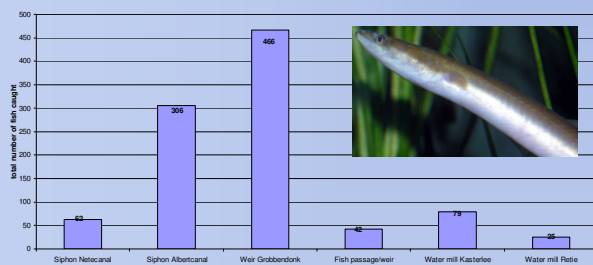 total number of fish caught
500
450
400
350
300
250
200
150
100
50
0
63
306
466
42
79
25
Siphon Netecanal
Siphon Albertcanal
Weir Grobbendonk
Fish passage/weir
Water mill Kasterlee
Water mill Retie